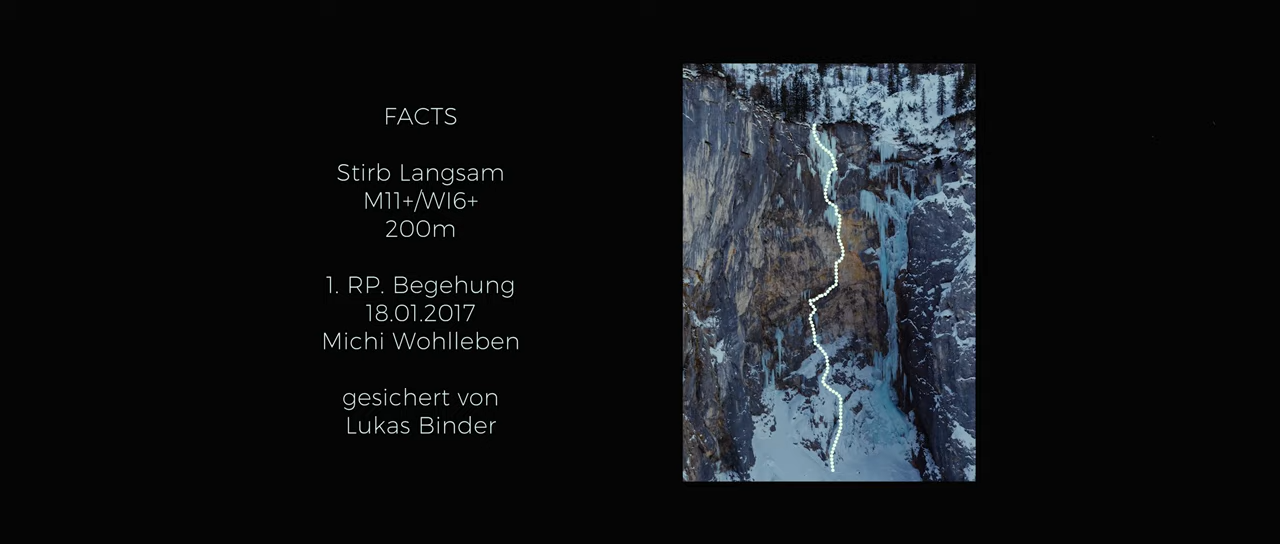 FACTS
Stirb Langsam
M11+/WI6+
200m
1. RP. Begehung
18.01.2017
Michi Wohlleben
gesichert von
Lukas Binder